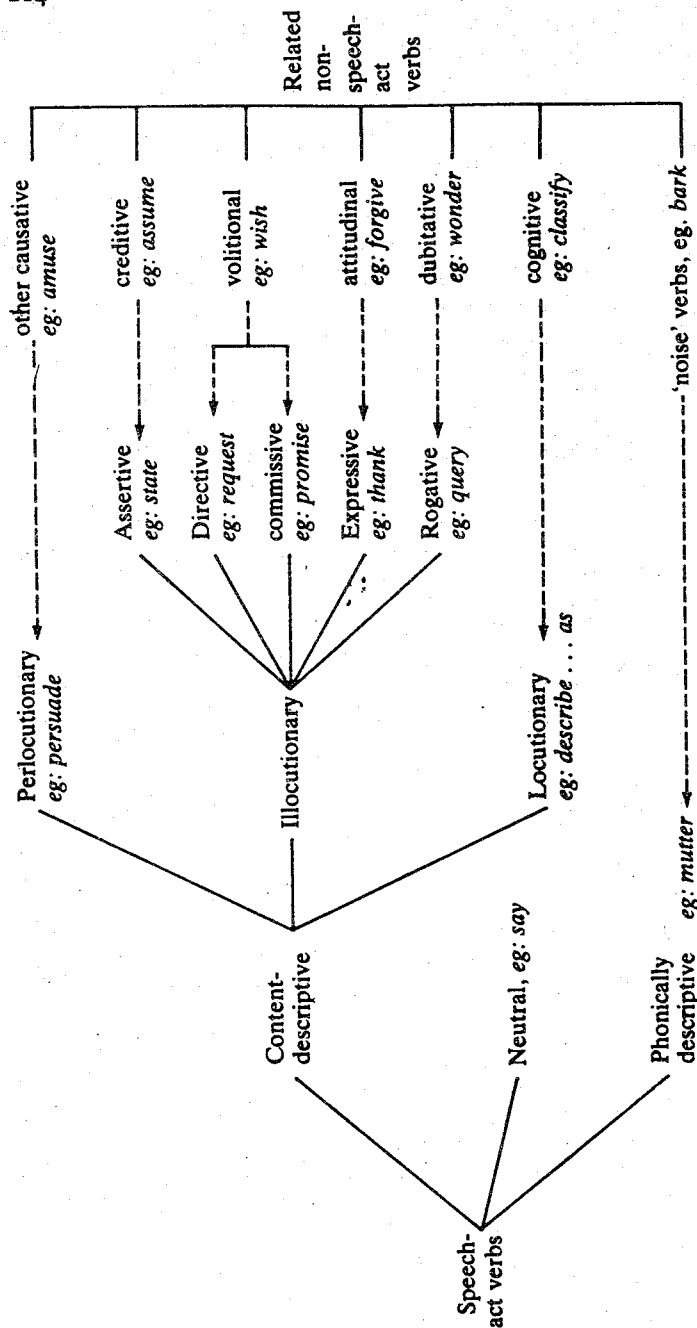 Speech-
act verbs
Content-
descriptive
Neutral, eg: say
Phonically
descriptive
eg: mutter
Perlocutionary
eg: persuade
Illocutionary
Locutionary
eg: describe ... as
Assertive
eg: state
Directive
eg: request
commissive
eg: promise
Expressive
eg: thank
Rogative
eg: query
other causative
eg: amuse
creditive
eg: assume
volitional
eg: wish
attitudinal
eg: forgive
dubitative
eg: wonder
cognitive
eg: classify
'noise' verbs, eg. bark
Related
non-
speech-
act
verbs